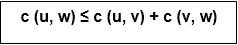 c (u, w) ≤ c (u, v) + c (v, w)